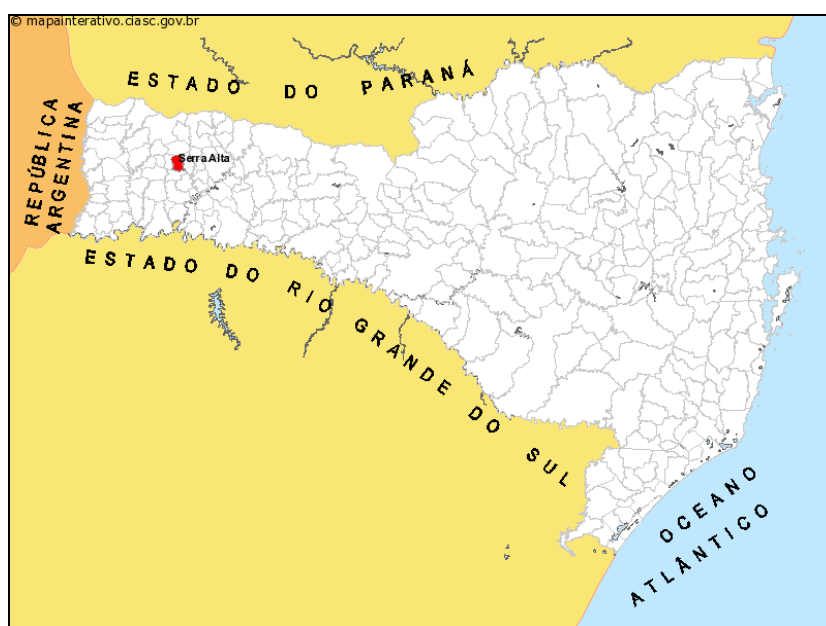 © mapainterativo.ciasc.gov.br
ESTADO DO PARANÁ
REPÚBLICA
ARGENTINA
Serra Alta
ESTADO DO RIO GRANDE DO SUL
OCEANO
ATLÂNTICO